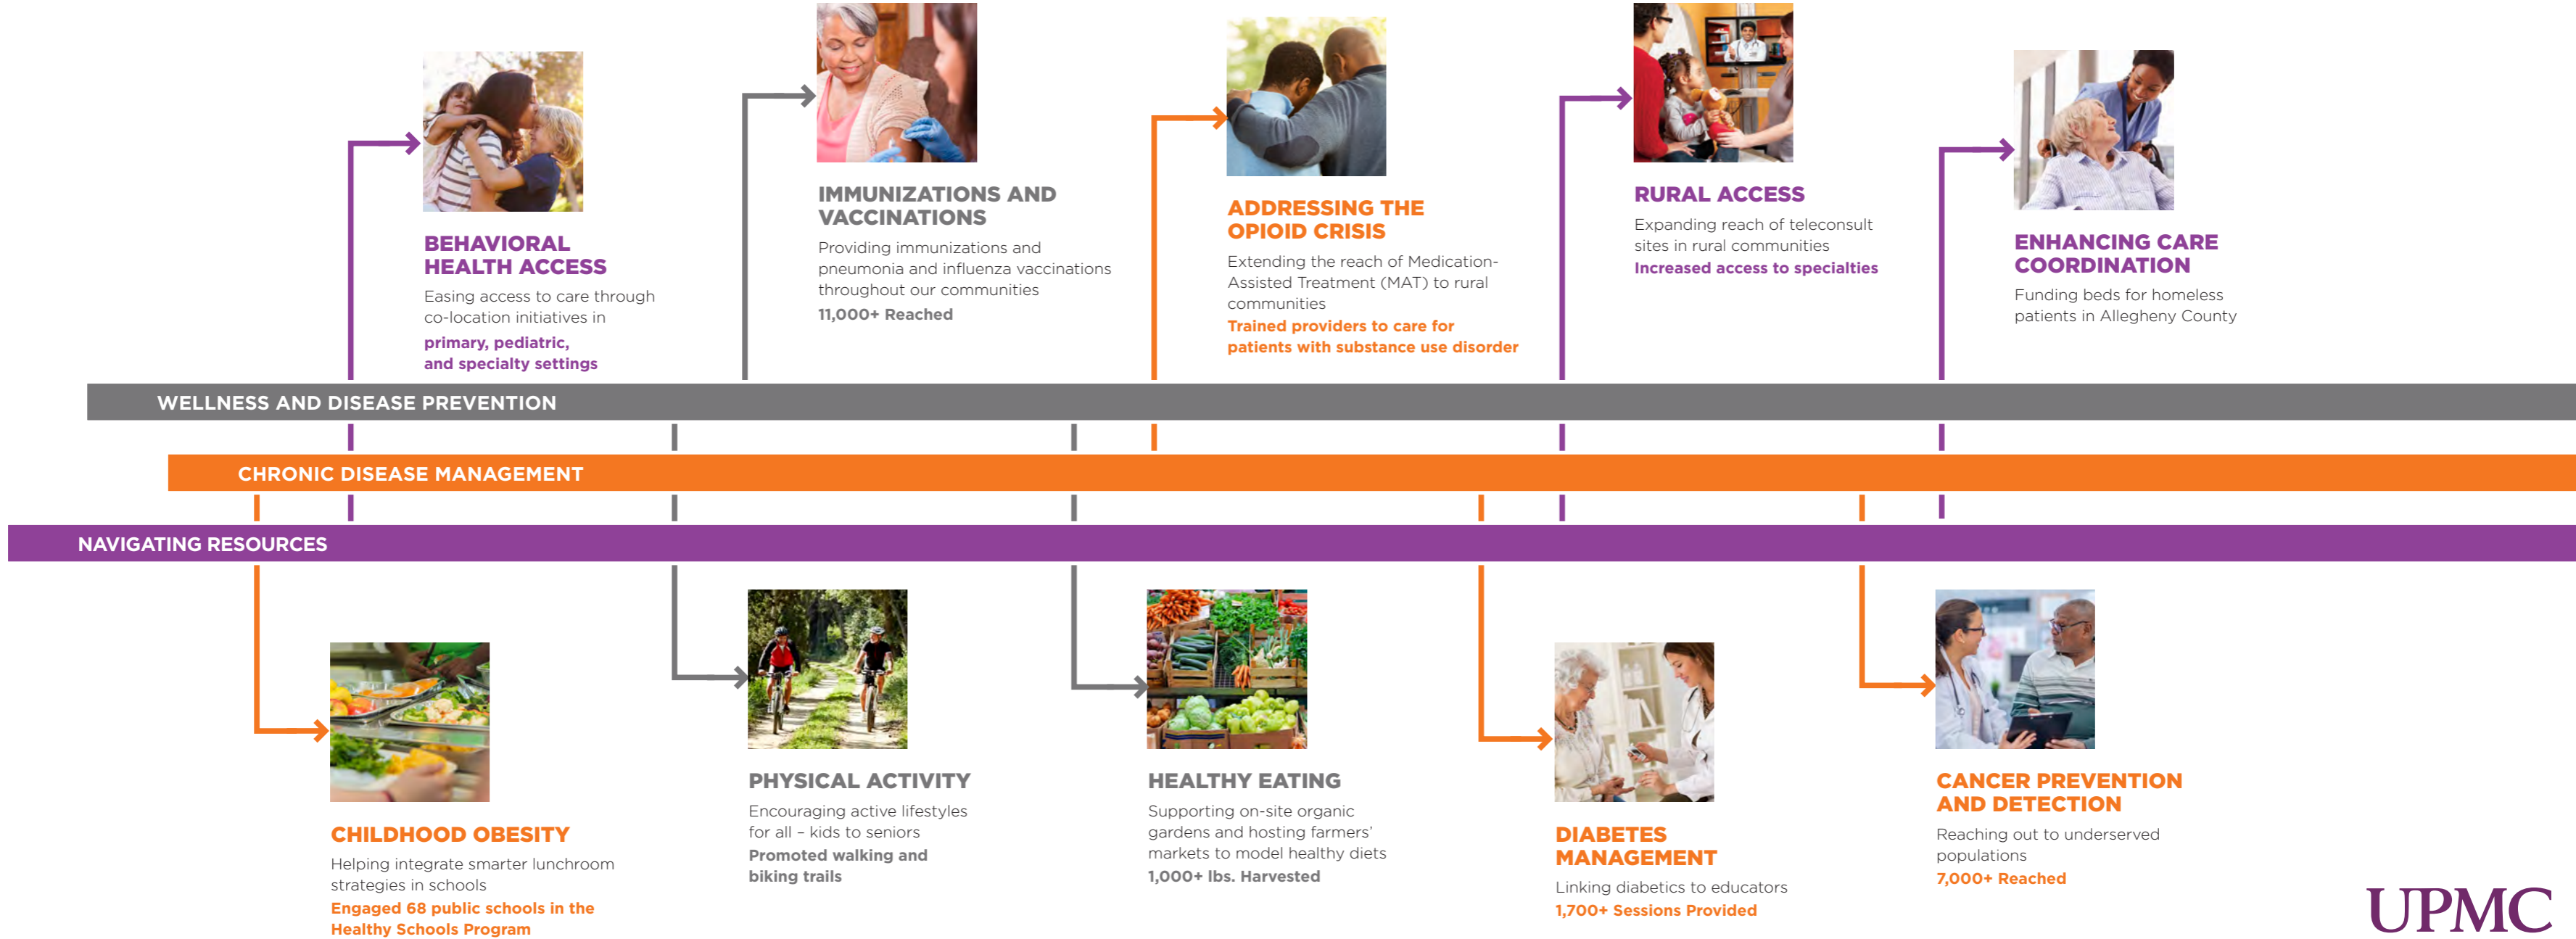 BEHAVIORAL
HEALTH ACCESS
Easing access to care through
co-location initiatives in
primary, pediatric,
and specialty settings
IMMUNIZATIONS AND
VACCINATIONS
Providing immunizations and
pneumonia and influenza vaccinations
throughout our communities
11,000+ Reached
ADDRESSING THE
OPIOID CRISIS
Extending the reach of Medication-
Assisted Treatment (MAT) to rural
communities
Trained providers to care for
patients with substance use disorder
RURAL ACCESS
Expanding reach of teleconsult
sites in rural communities
Increased access to specialties
ENHANCING CARE
COORDINATION
Funding beds for homeless
patients in Allegheny County
WELLNESS AND DISEASE PREVENTION
CHRONIC DISEASE MANAGEMENT
NAVIGATING RESOURCES
CHILDHOOD OBESITY
Helping integrate smarter lunchroom
strategies in schools
Engaged 68 public schools in the
Healthy Schools Program
PHYSICAL ACTIVITY
Encouraging active lifestyles
for all – kids to seniors
Promoted walking and
biking trails
HEALTHY EATING
Supporting on-site organic
gardens and hosting farmers’
markets to model healthy diets
1,000+ lbs. Harvested
DIABETES
MANAGEMENT
Linking diabetics to educators
1,700+ Sessions Provided
CANCER PREVENTION
AND DETECTION
Reaching out to underserved
populations
7,000+ Reached
UPMC